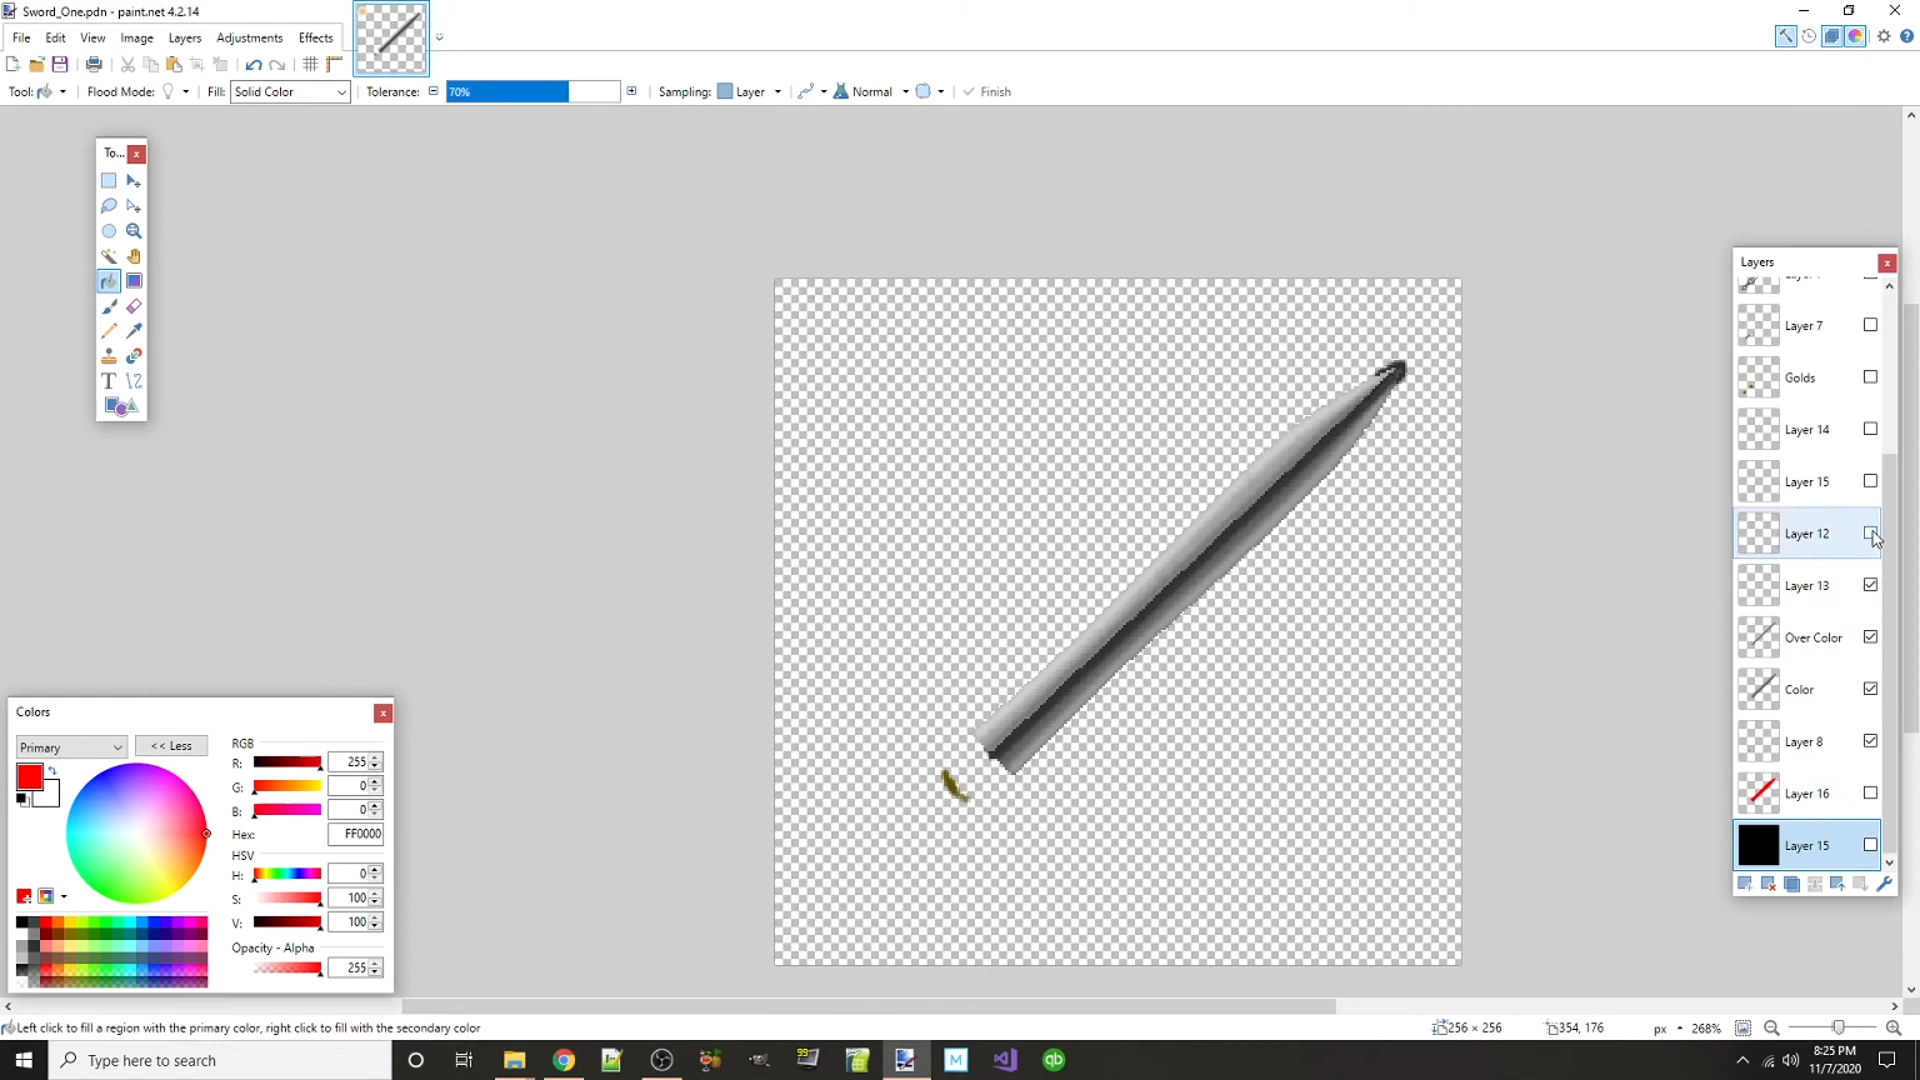 Sword_One.pdn - paint.net 4.2.14
File Edit View Image Layers Adjustments Effects
Tool: Flood Mode: Fill: Solid Color Tolerance: 70% Sampling: Layer Normal Finish
To...
Layers
Layer 7
Golds
Layer 14
Layer 15
Layer 12
Layer 13
Over Color
Color
Layer 8
Layer 16
Layer 15
Colors
Primary << Less
RGB
R: 255
G: 0
B: 0
Hex: FF0000
HSV
H: 0
S: 100
V: 100
Opacity - Alpha
255
Left click to fill a region with the primary color, right click to fill with the secondary color
256 × 256 354, 176 px 268%
Type here to search
99
M
qb
8:25 PM
11/7/2020